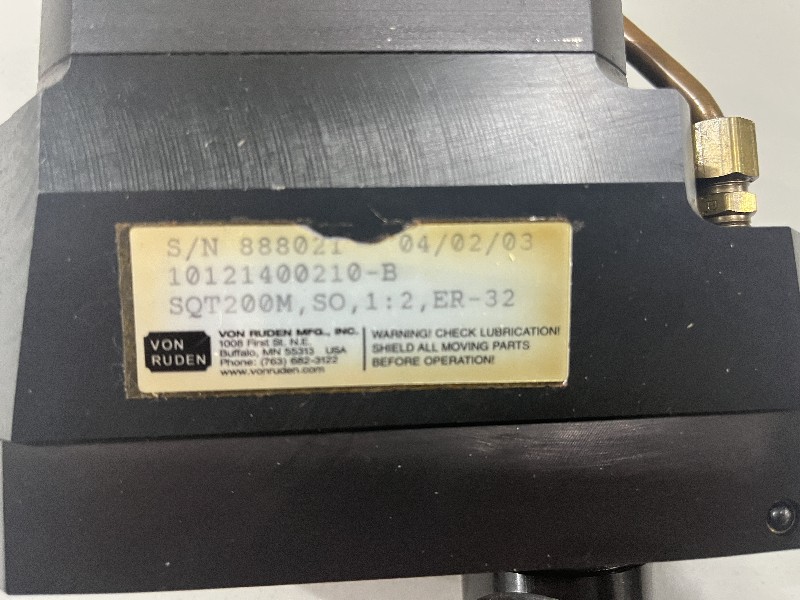 S/N 888021 04/02/03
10121400210-B
SQT200M,SO,1:2,ER-32
VON
RUDEN
VON RUDEN MFG., INC.
1008 First St. N.E.
Buffalo, MN 55313 USA
Phone: (763) 682-3122
www.vonruden.com
WARNING! CHECK LUBRICATION!
SHIELD ALL MOVING PARTS
BEFORE OPERATION!